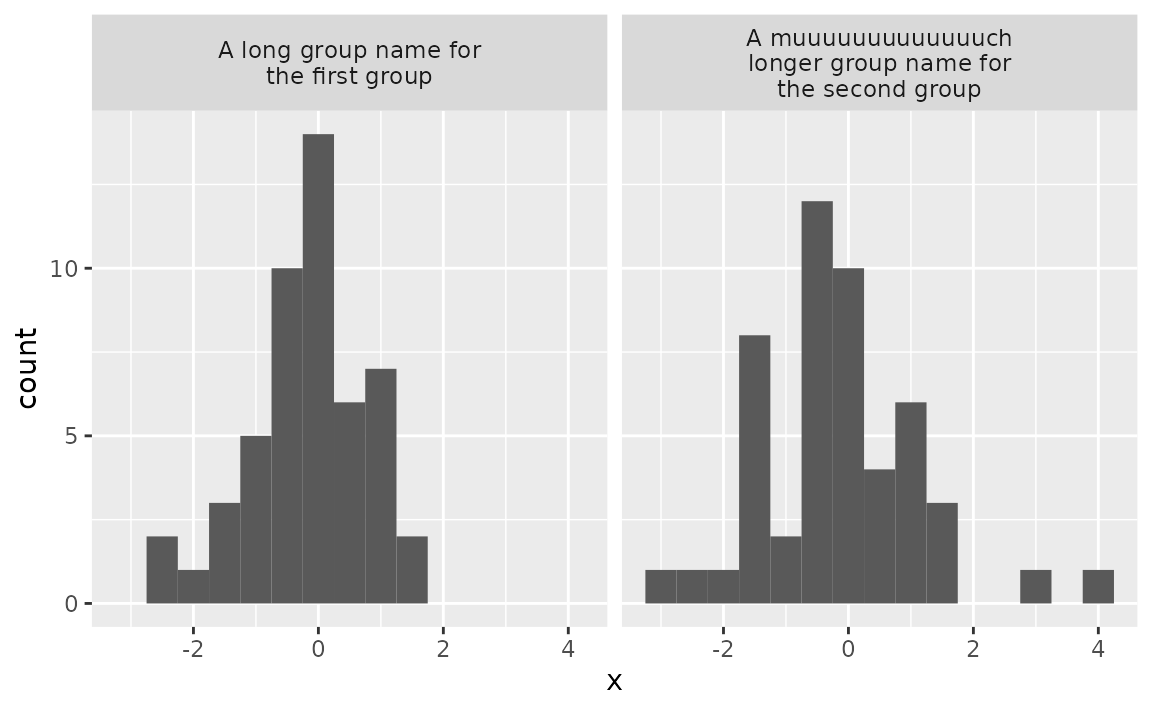 A long group name for
the first group
A muuuuuuuuuuuuuch
longer group name for
the second group
count
10
5
0
-2 0 2 4
-2 0 2 4
x